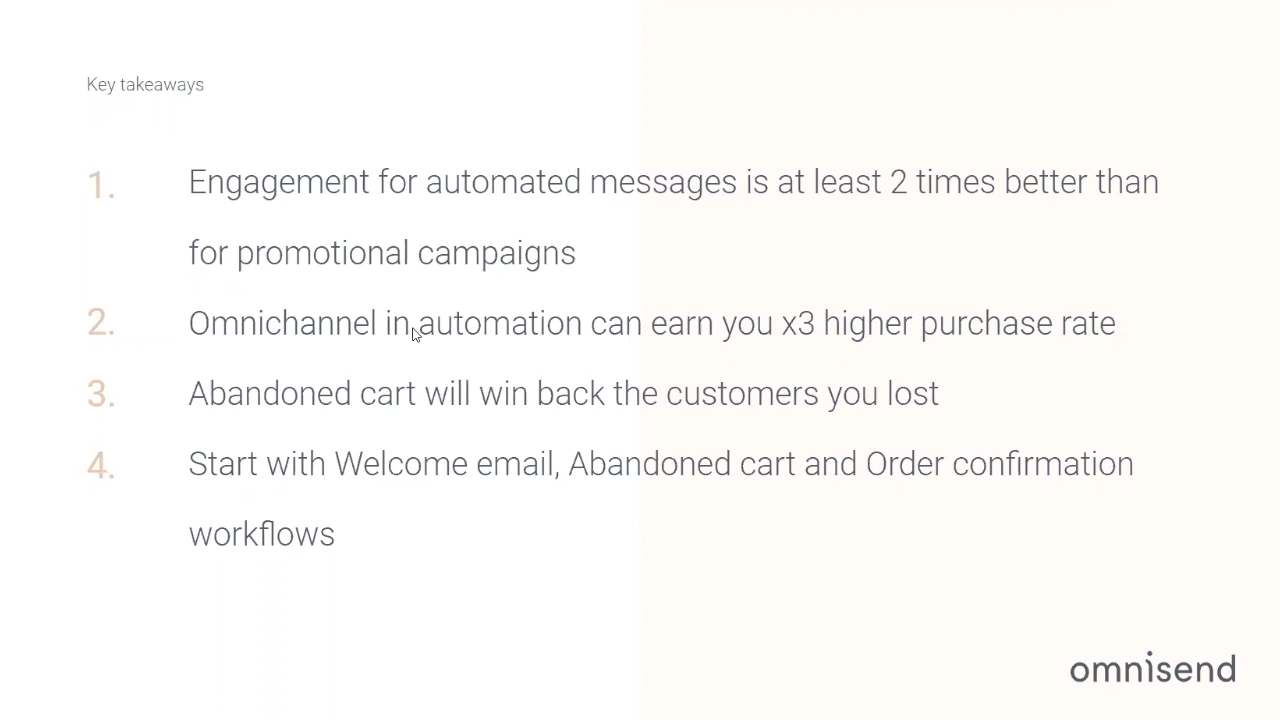 Key takeaways
1. Engagement for automated messages is at least 2 times better than
for promotional campaigns
2. Omnichannel in automation can earn you x3 higher purchase rate
3. Abandoned cart will win back the customers you lost
4. Start with Welcome email, Abandoned cart and Order confirmation
workflows
omnisend